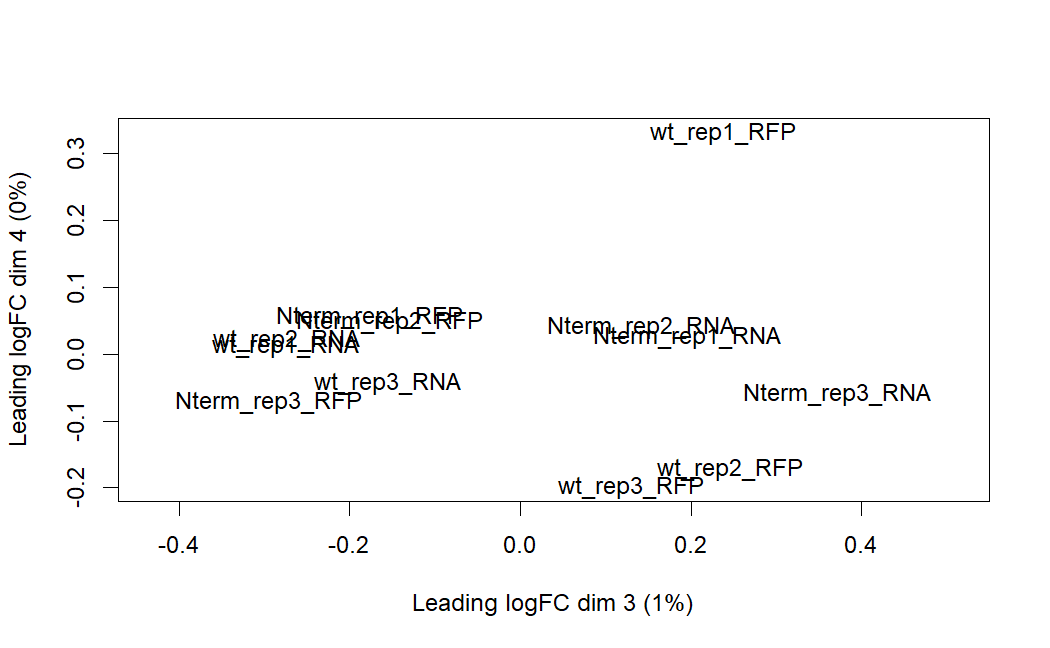 wt_rep1_RFP
Nterm_rep1_RFP
Nterm_rep2_RFP
Nterm_rep2_RNA
Nterm_rep1_RNA
wt_rep2_RNA
wt_rep1_RNA
wt_rep3_RNA
Nterm_rep3_RNA
Nterm_rep3_RFP
wt_rep2_RFP
wt_rep3_RFP
Leading logFC dim 4 (0%)
0.3
0.2
0.1
0.0
-0.1
-0.2
-0.4
-0.2
0.0
0.2
0.4
Leading logFC dim 3 (1%)